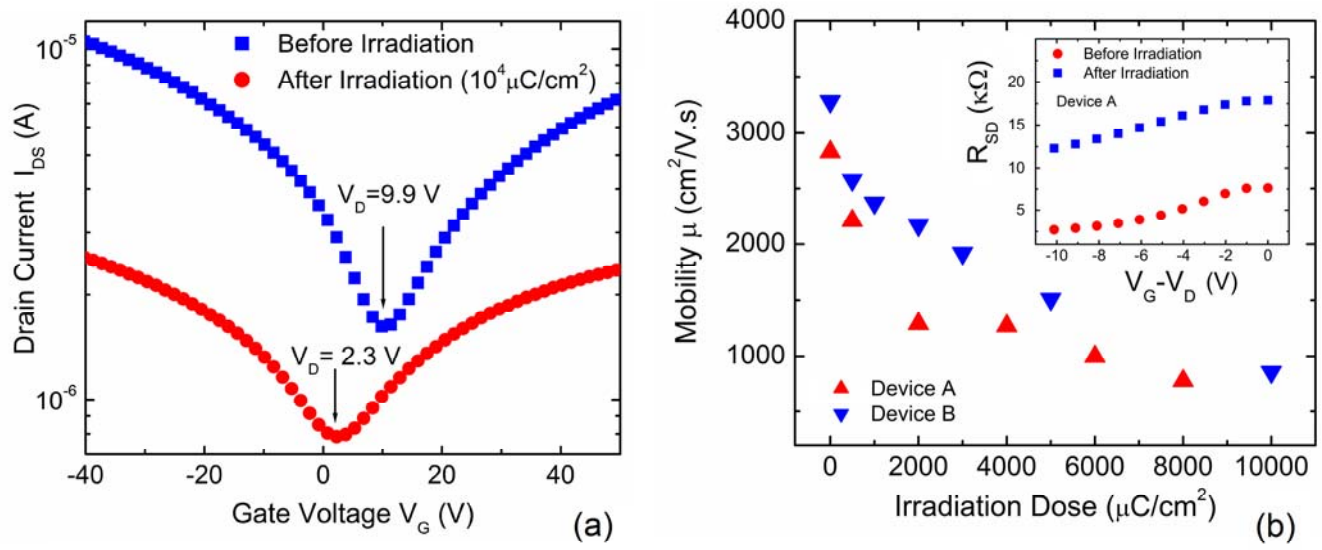 10⁻⁵
10⁻⁶
Drain Current I_DS (A)
Before Irradiation
After Irradiation (10⁴μC/cm²)
V_D=9.9 V
V_D= 2.3 V
-40 -20 0 20 40
Gate Voltage V_G (V)
(a)
4000
3000
2000
1000
Mobility μ (cm²/V.s)
Device A
Device B
0 2000 4000 6000 8000 10000
Irradiation Dose (μC/cm²)
(b)
Before Irradiation
After Irradiation
Device A
25
20
15
10
5
R_SD (κΩ)
-10 -8 -6 -4 -2 0
V_G-V_D (V)